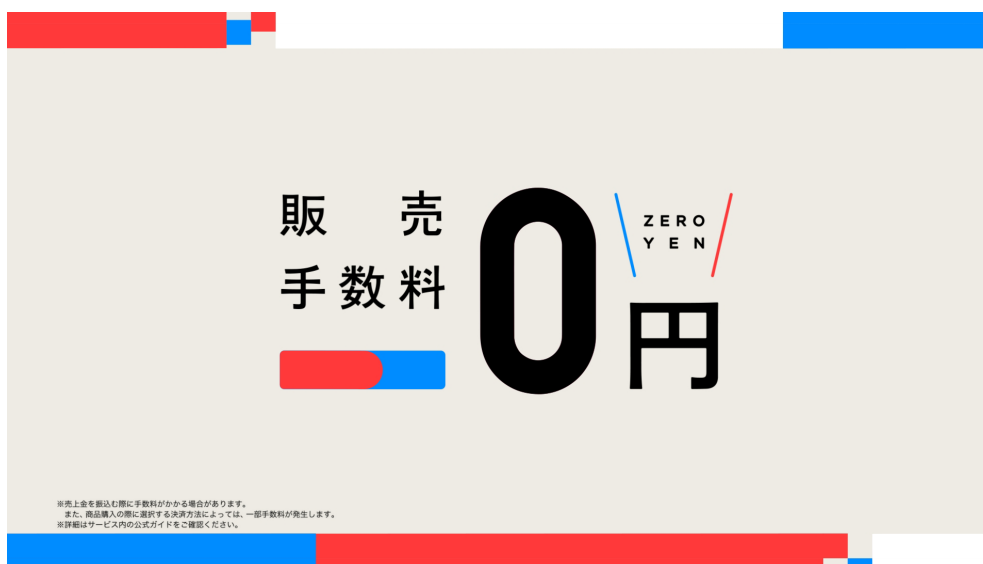 販売
手数料
0円
ZERO
YEN
※売上金を振込む際に手数料がかかる場合があります。
また、商品購入の際に選択する決済方法によっては、一部手数料が発生します。
※詳細はサービス内の公式ガイドをご確認ください。